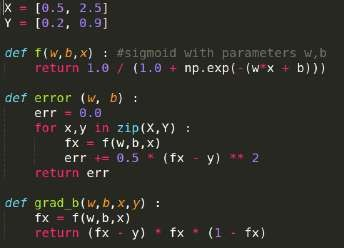 X = [0.5, 2.5]
Y = [0.2, 0.9]
def f(w,b,x) : #sigmoid with parameters w,b
return 1.0 / (1.0 + np.exp(-(w*x + b)))
def error (w, b) :
err = 0.0
for x,y in zip(X,Y) :
fx = f(w,b,x)
err += 0.5 * (fx - y) ** 2
return err
def grad_b(w,b,x,y) :
fx = f(w,b,x)
return (fx - y) * fx * (1 - fx)